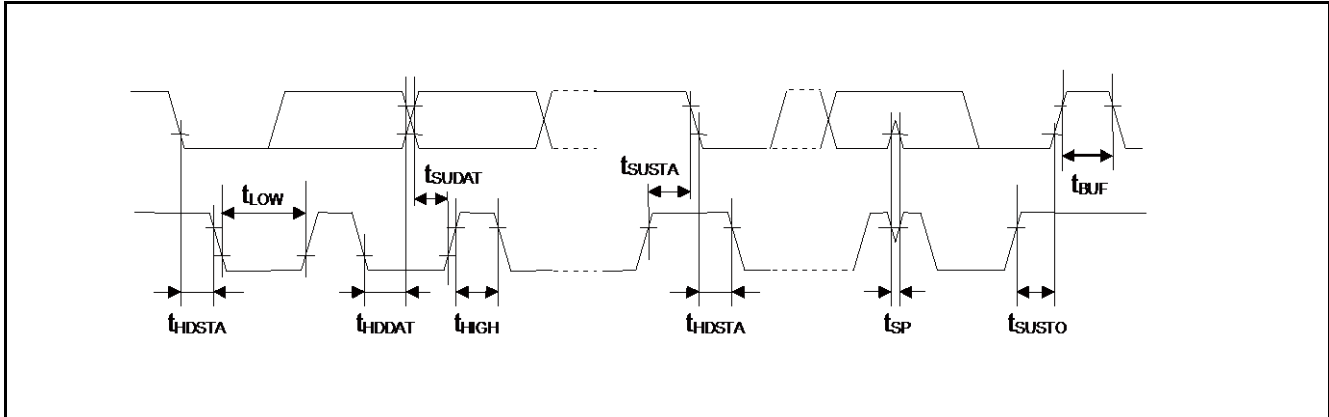 tSUDAT
tSUSTA
tBUF
tLOW
tHDSTA
tHDDAT
tHIGH
tHDSTA
tSP
tSUSTO